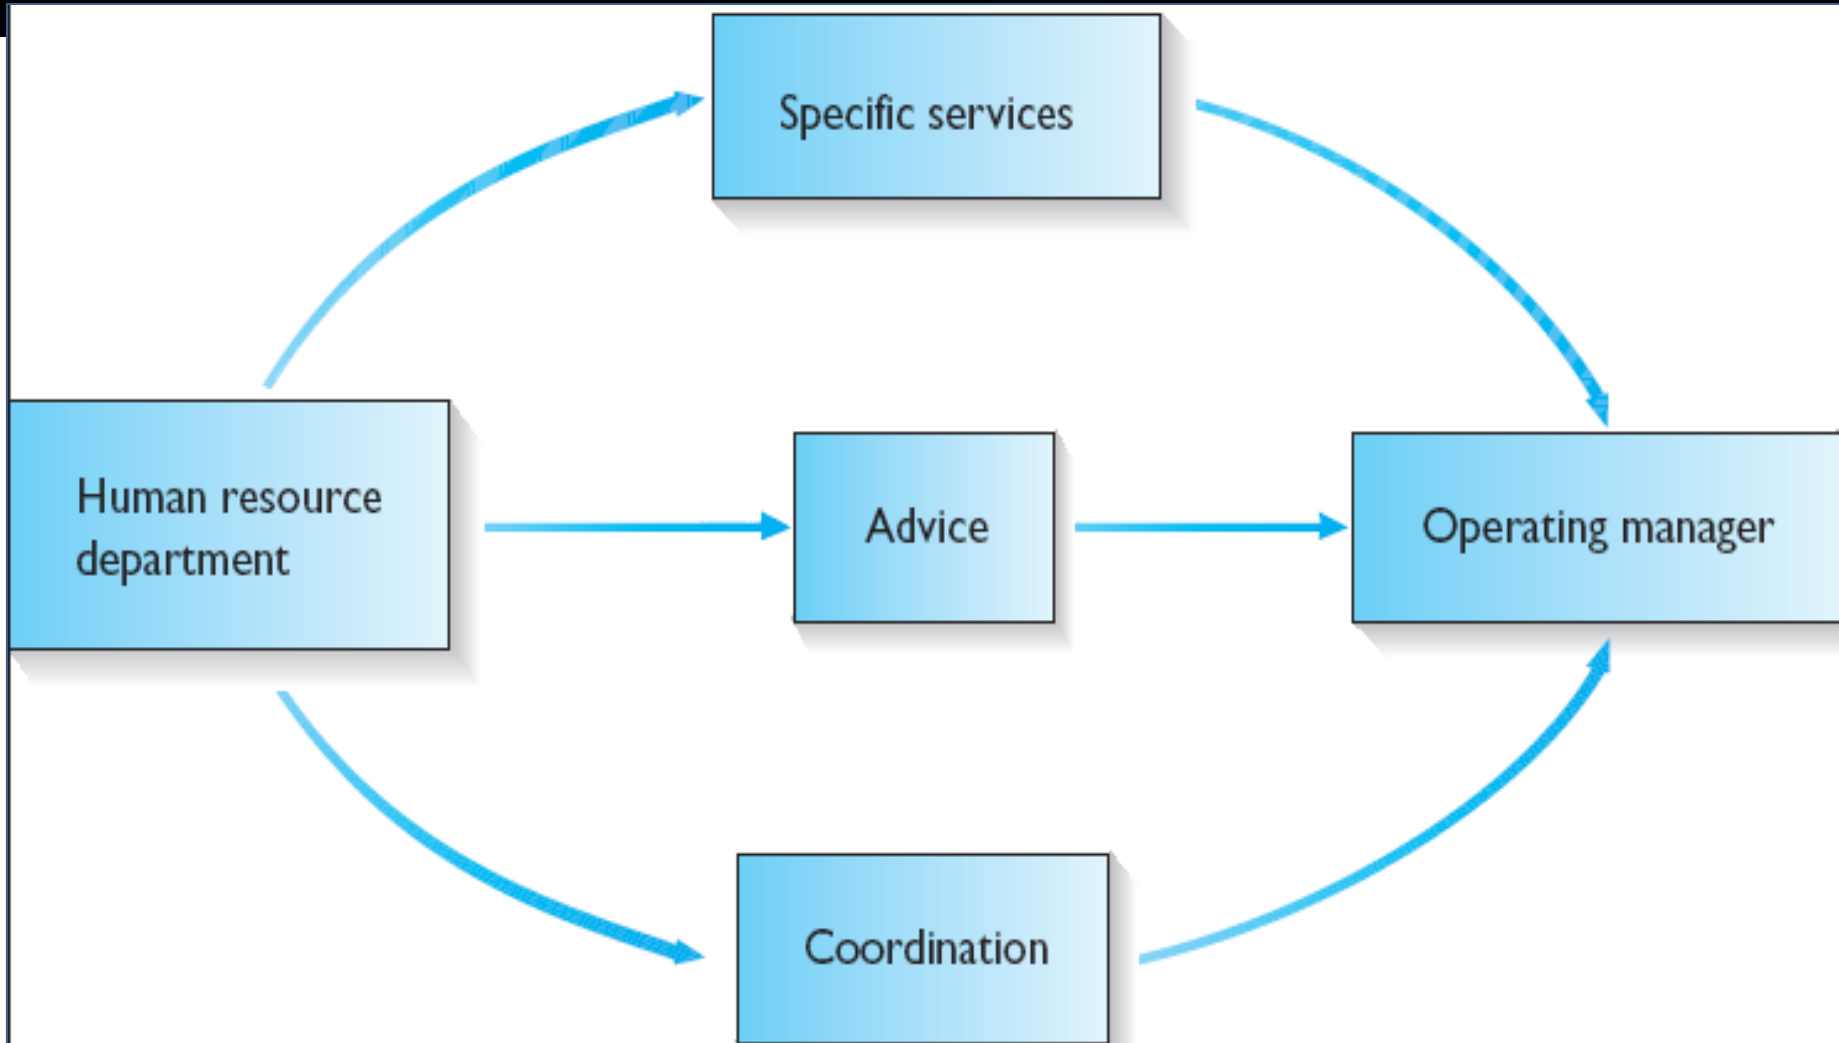 Specific services
Human resource
department
Advice
Operating manager
Coordination